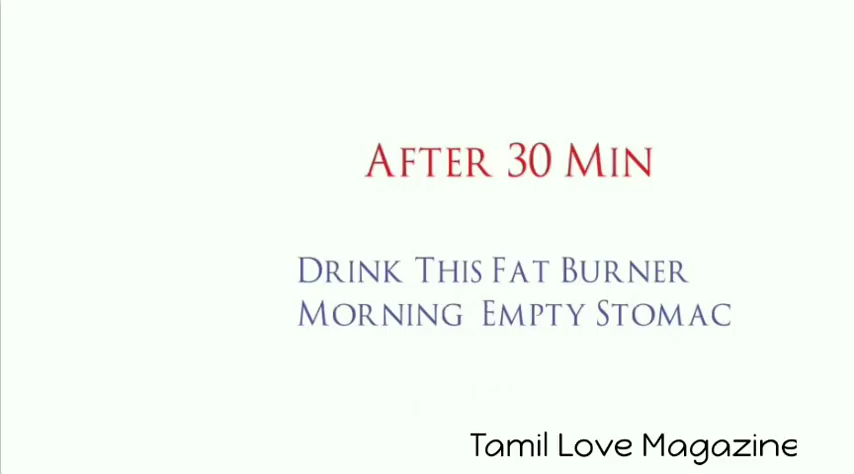 After 30 Min
Drink This Fat Burner
Morning Empty Stomac
Tamil Love Magazine